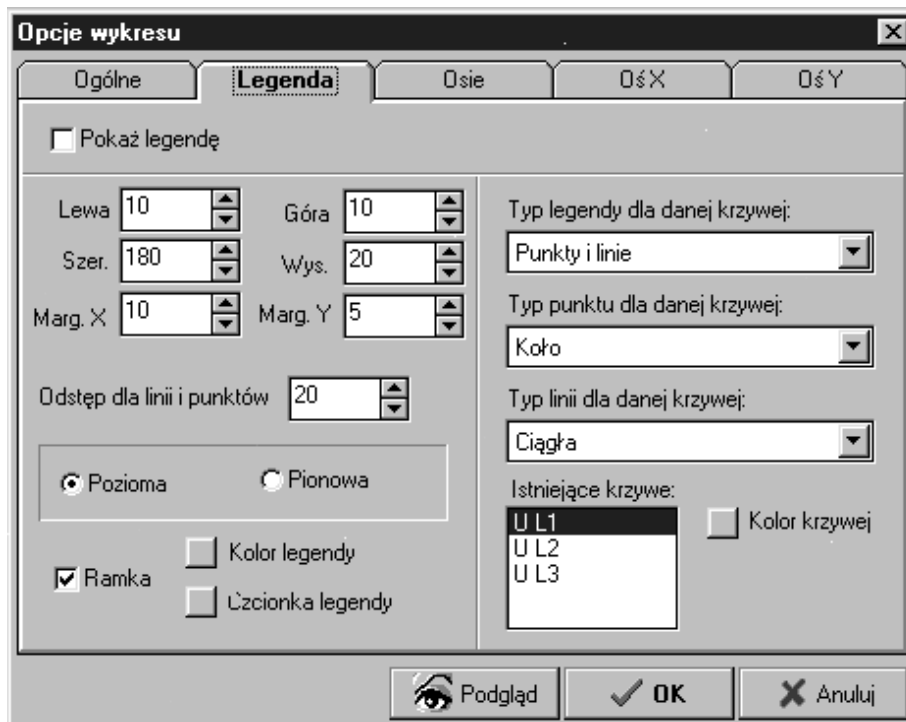 Opcje wykresu
Ogólne Legenda Osie Oś X Oś Y
Pokaż legendę
Lewa 10 Góra 10
Szer. 180 Wys. 20
Marg. X 10 Marg. Y 5
Odstęp dla linii i punktów 20
Pozioma Pionowa
Ramka
Kolor legendy
Czcionka legendy
Typ legendy dla danej krzywej:
Punkty i linie
Typ punktu dla danej krzywej:
Koło
Typ linii dla danej krzywej:
Ciągła
Istniejące krzywe:
U L1
U L2
U L3
Kolor krzywej
Podgląd OK Anuluj